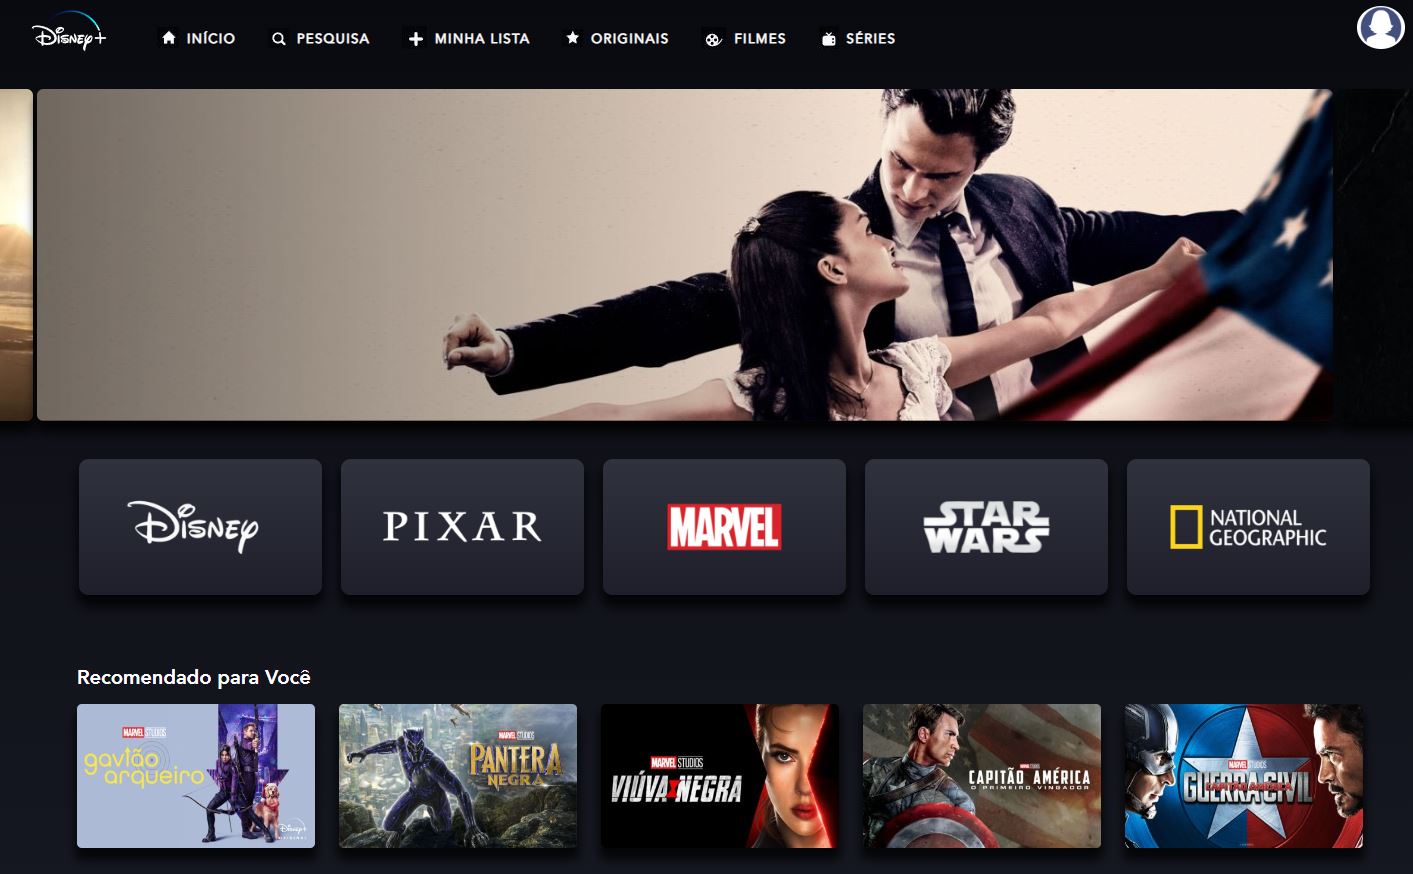 Disney+
INÍCIO
PESQUISA
MINHA LISTA
ORIGINAIS
FILMES
SÉRIES
Disney
PIXAR
MARVEL
STAR
WARS
NATIONAL
GEOGRAPHIC
Recomendado para Você
MARVEL STUDIOS
gavião
arqueiro
Disney+
ORIGINAL
MARVEL STUDIOS
PANTERA
NEGRA
MARVEL STUDIOS
VIÚVA NEGRA
MARVEL STUDIOS
CAPITÃO AMÉRICA
O PRIMEIRO VINGADOR
MARVEL STUDIOS
CAPITÃO AMÉRICA
GUERRA CIVIL